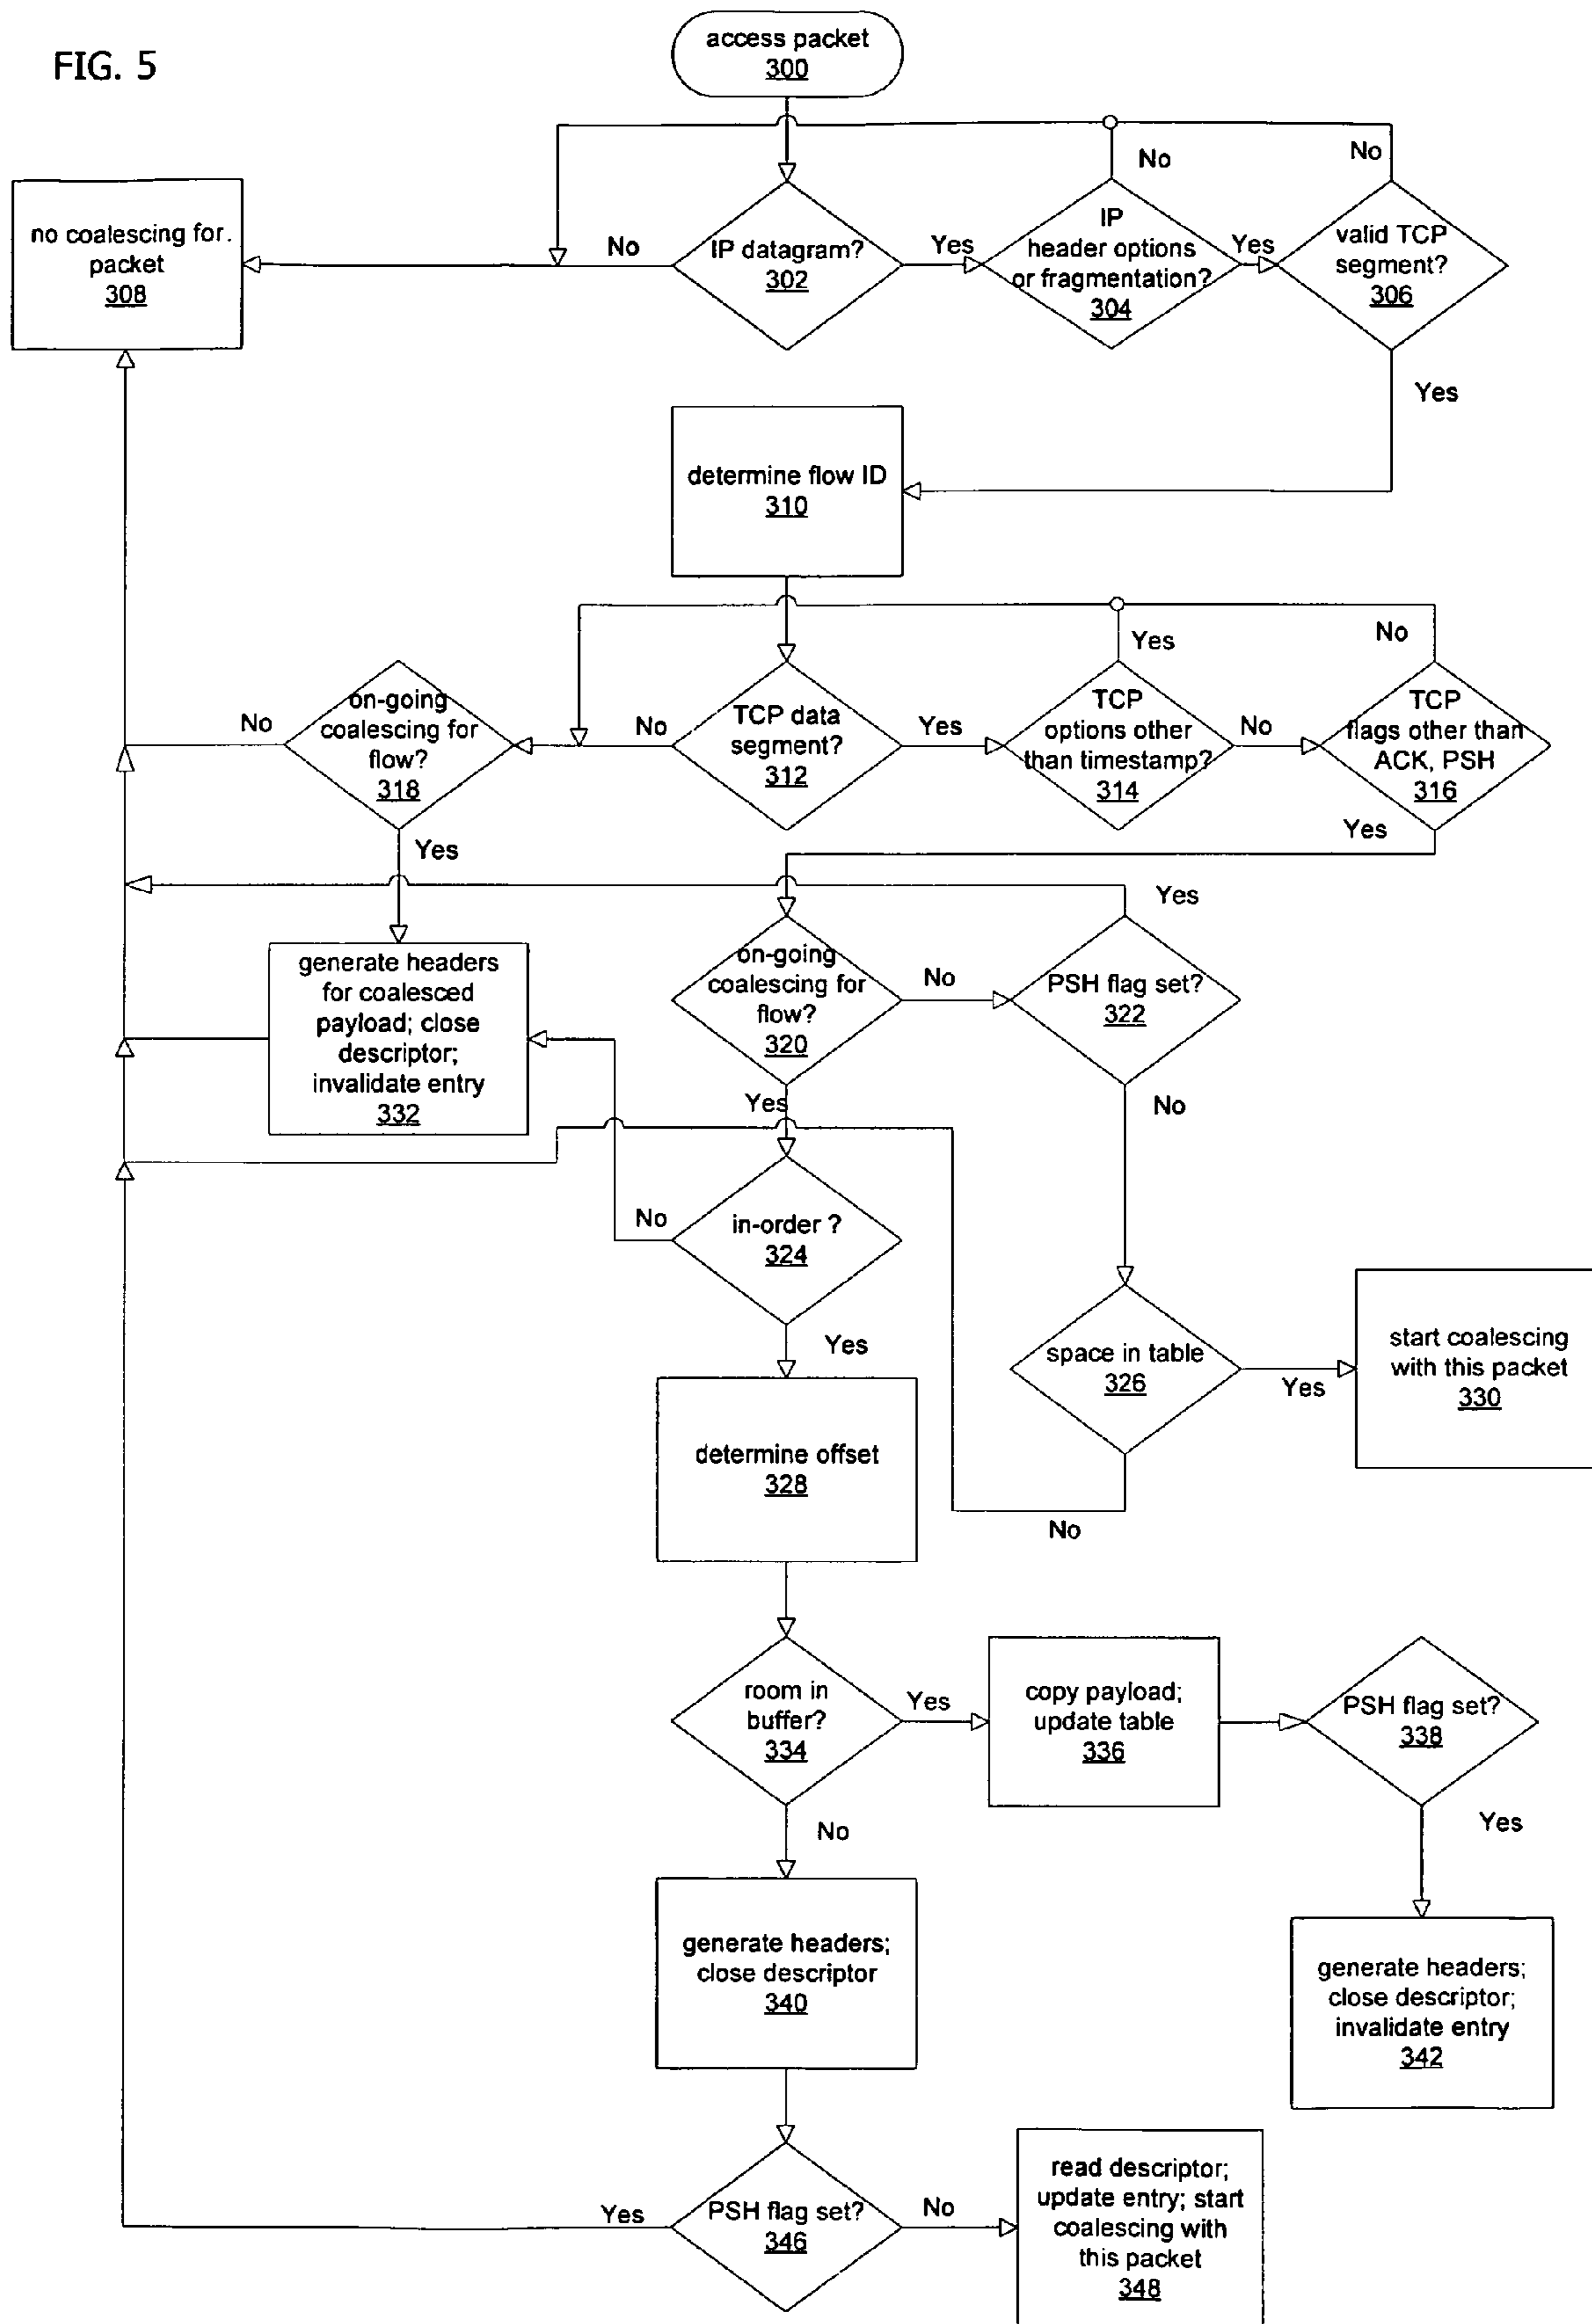 FIG. 5
access packet
300
No
No
no coalescing for.
packet
308
No
IP datagram?
302
Yes
IP
header options
or fragmentation?
304
Yes
valid TCP
segment?
306
Yes
determine flow ID
310
Yes
No
No
on-going
coalescing for
flow?
318
No
TCP data
segment?
312
Yes
TCP
options other
than timestamp?
314
No
TCP
flags other than
ACK, PSH
316
Yes
Yes
Yes
generate headers
for coalesced
payload; close
descriptor;
invalidate entry
332
on-going
coalescing for
flow?
320
No
PSH flag set?
322
Yes
No
No
in-order ?
324
Yes
space in table
326
Yes
start coalescing
with this packet
330
determine offset
328
No
room in
buffer?
334
Yes
copy payload;
update table
336
PSH flag set?
338
No
Yes
generate headers;
close descriptor
340
generate headers;
close descriptor;
invalidate entry
342
Yes
PSH flag set?
346
No
read descriptor;
update entry; start
coalescing with
this packet
348